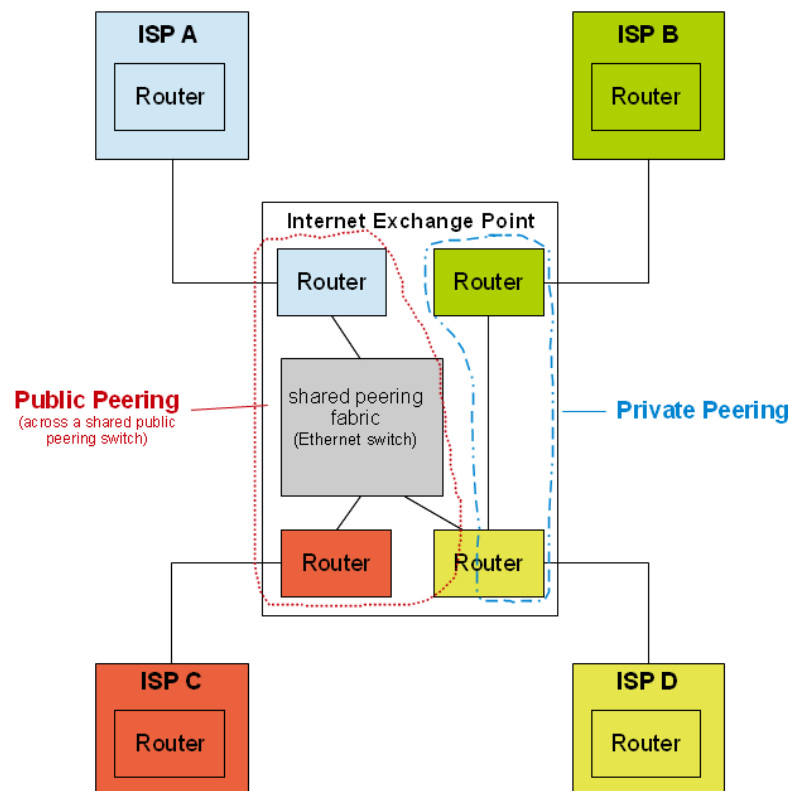 ISP A
Router
ISP B
Router
Internet Exchange Point
Router
Router
shared peering
fabric
(Ethernet switch)
Public Peering
(across a shared public
peering switch)
Private Peering
Router
Router
ISP C
Router
ISP D
Router